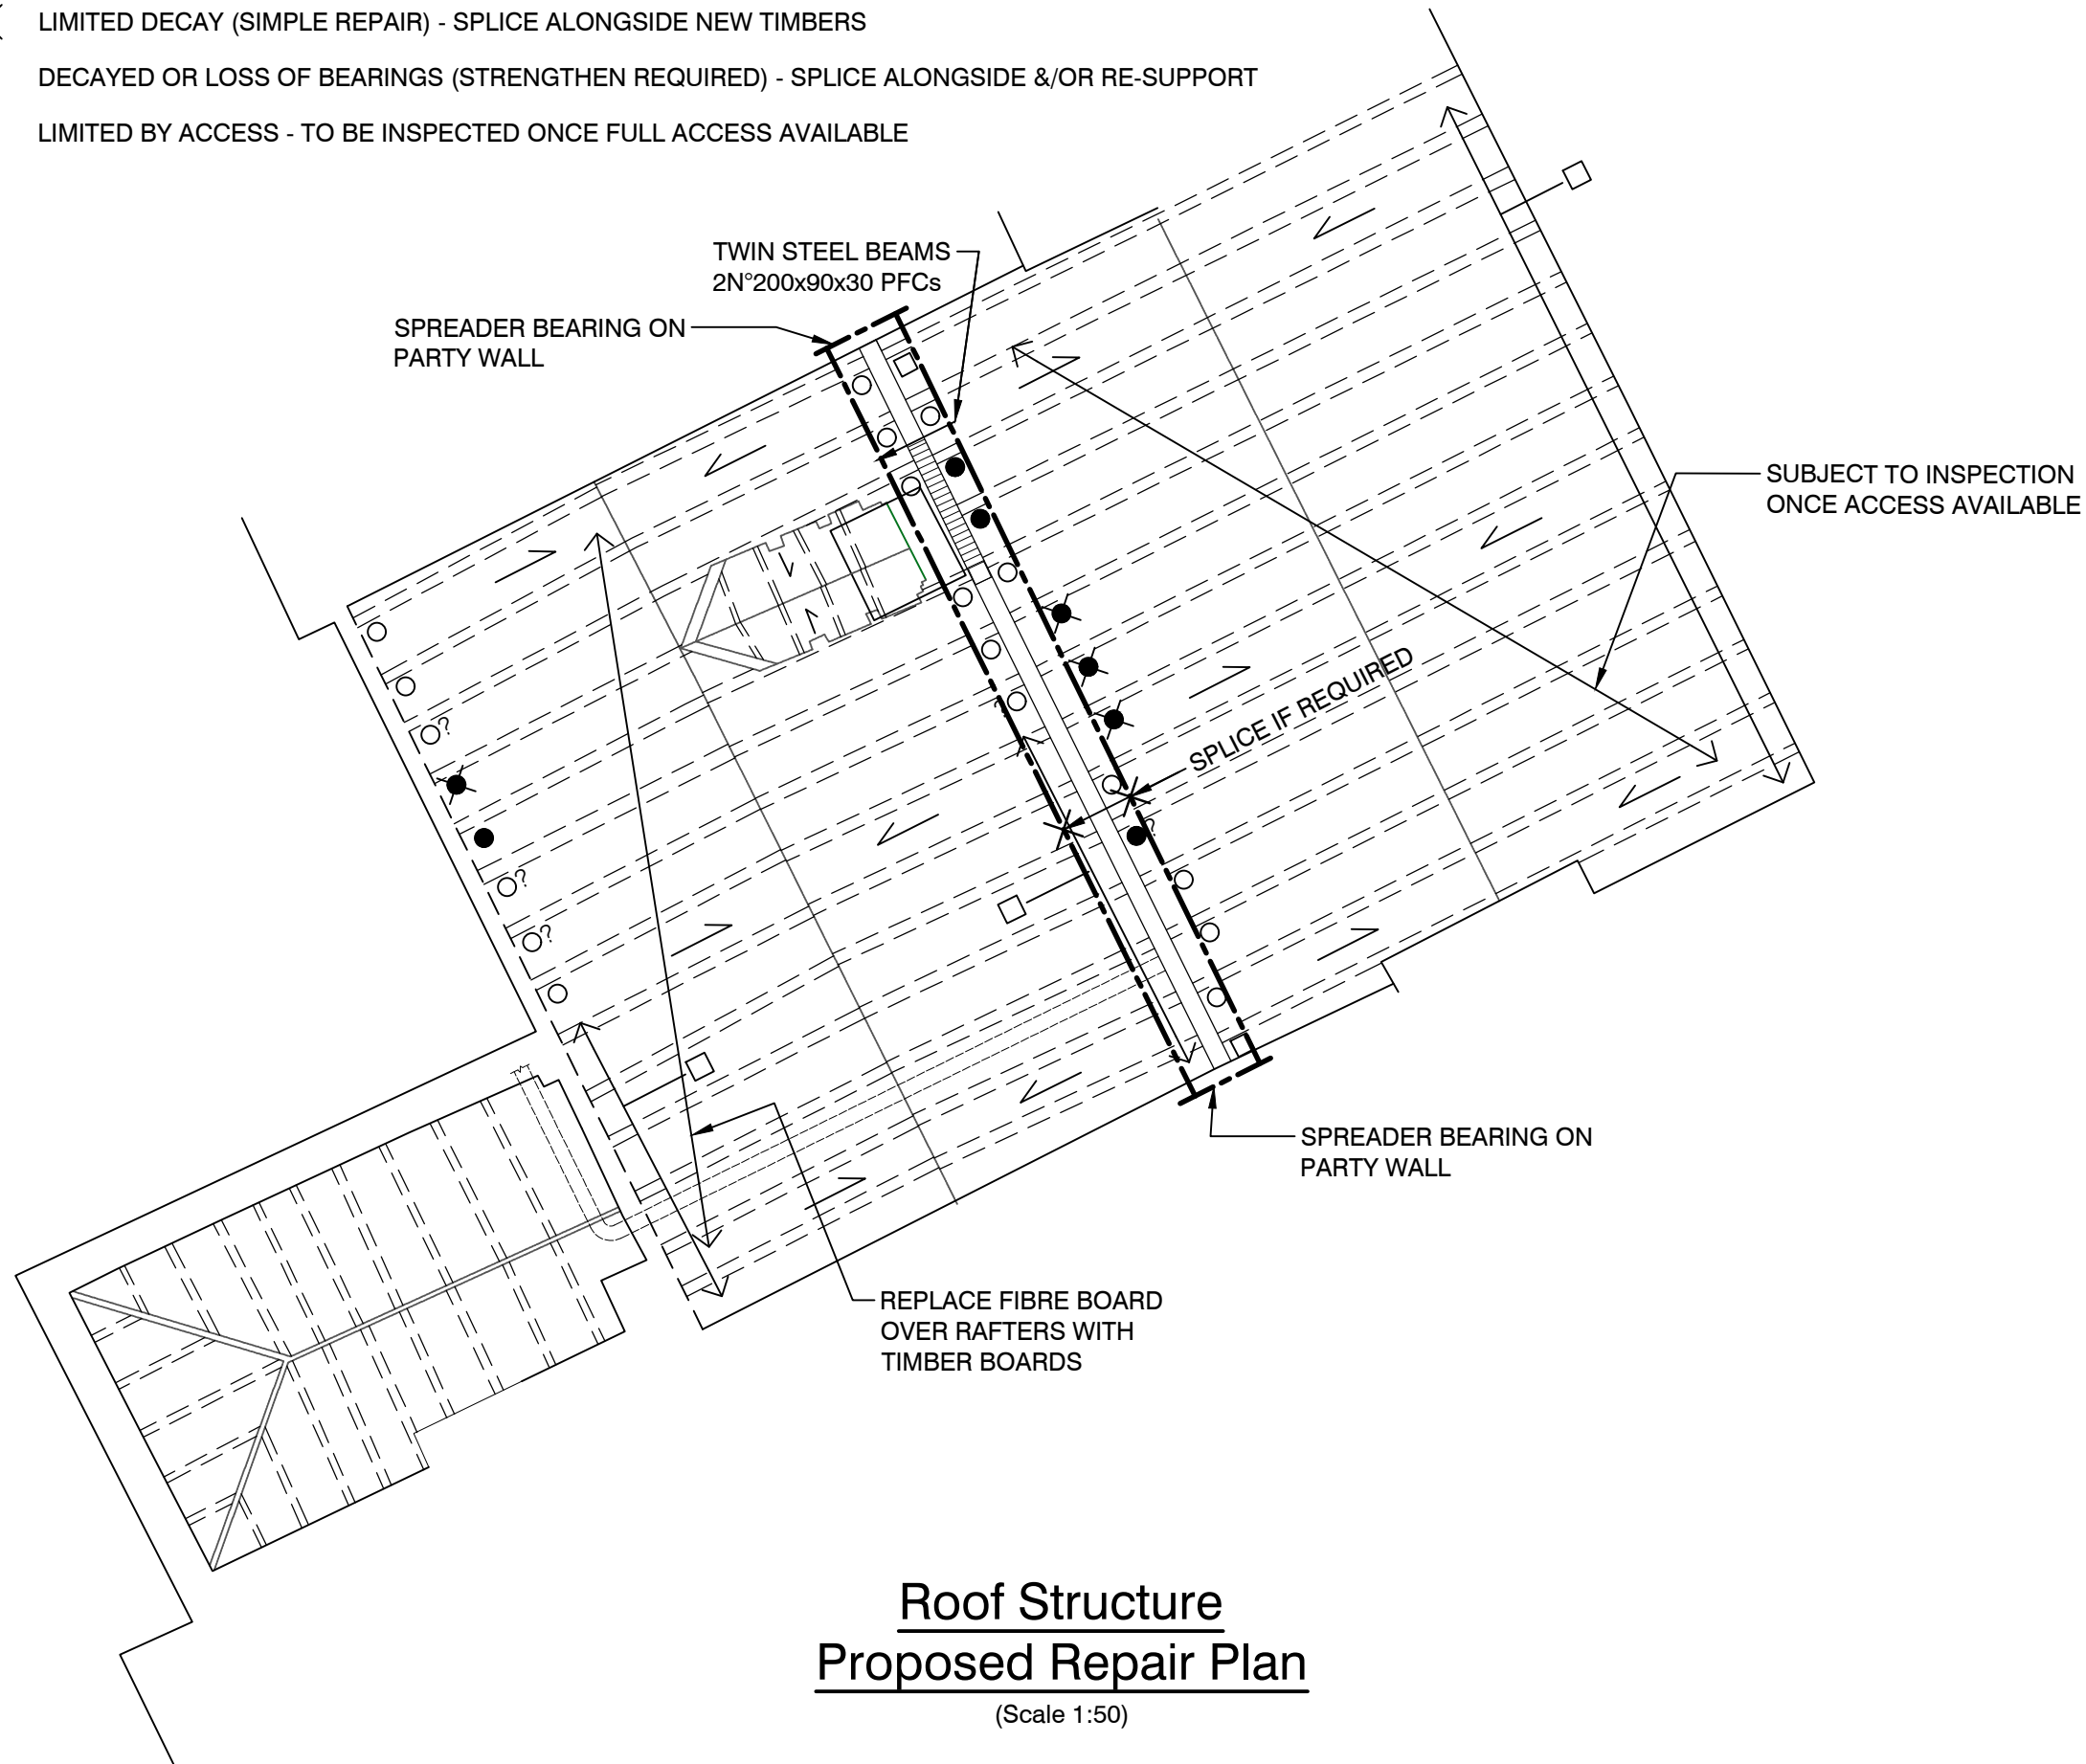 LIMITED DECAY (SIMPLE REPAIR) - SPLICE ALONGSIDE NEW TIMBERS
DECAYED OR LOSS OF BEARINGS (STRENGTHEN REQUIRED) - SPLICE ALONGSIDE &/OR RE-SUPPORT
LIMITED BY ACCESS - TO BE INSPECTED ONCE FULL ACCESS AVAILABLE
TWIN STEEL BEAMS
2N°200x90x30 PFCs
SPREADER BEARING ON
PARTY WALL
SUBJECT TO INSPECTION
ONCE ACCESS AVAILABLE
SPLICE IF REQUIRED
?
?
?
?
?
?
SPREADER BEARING ON
PARTY WALL
REPLACE FIBRE BOARD
OVER RAFTERS WITH
TIMBER BOARDS
Roof Structure
Proposed Repair Plan
(Scale 1:50)